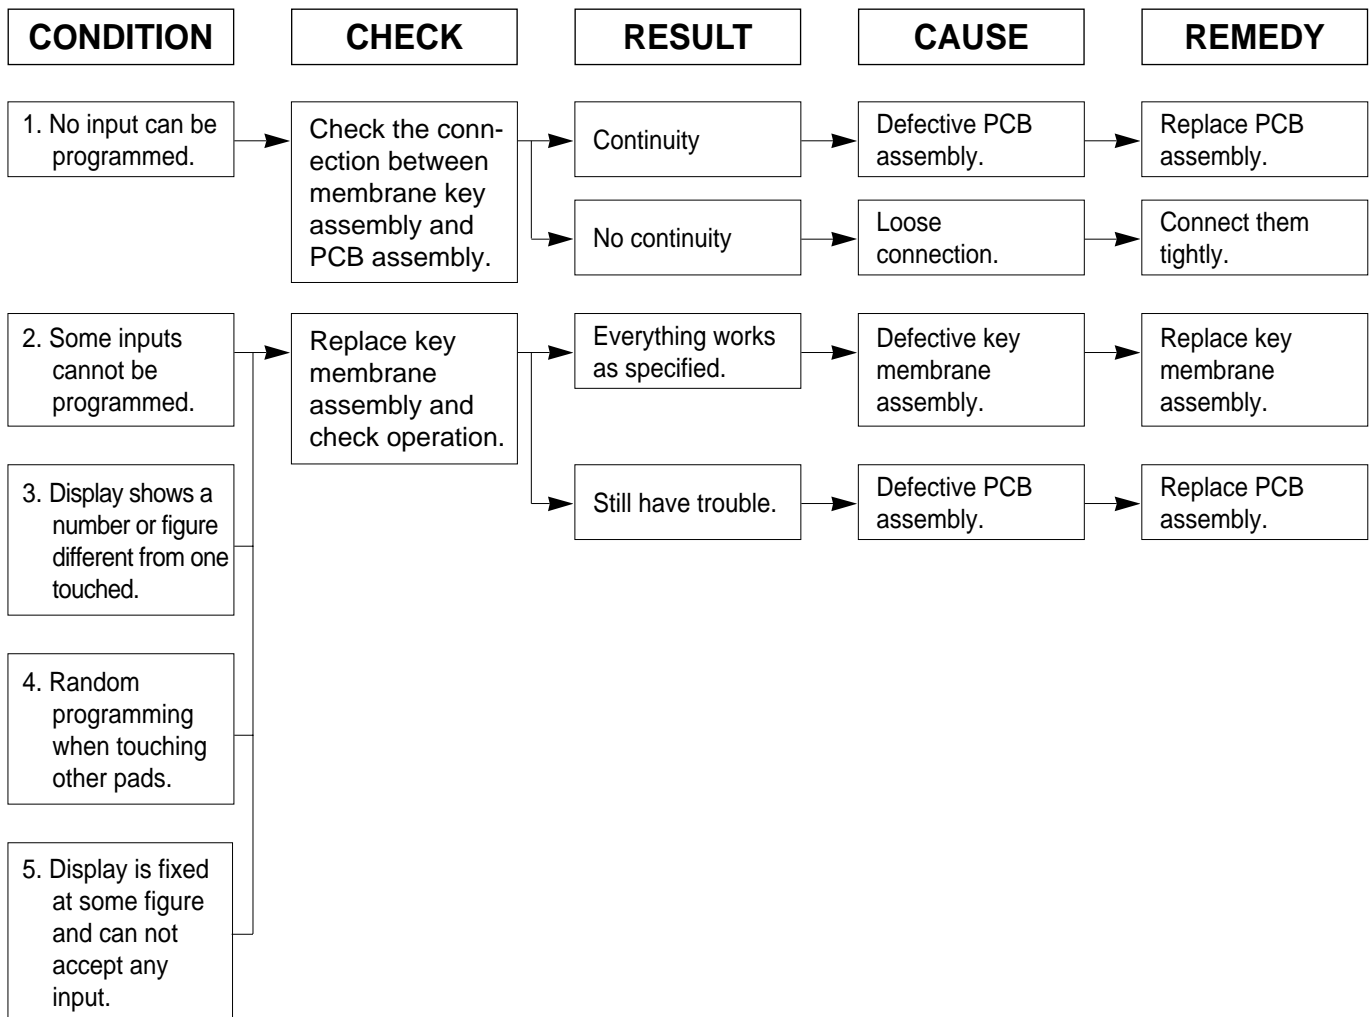 CONDITION
CHECK
RESULT
CAUSE
REMEDY
1. No input can be
programmed.
Check the conn-
ection between
membrane key
assembly and
PCB assembly.
Continuity
Defective PCB
assembly.
Replace PCB
assembly.
No continuity
Loose
connection.
Connect them
tightly.
2. Some inputs
cannot be
programmed.
Replace key
membrane
assembly and
check operation.
Everything works
as specified.
Defective key
membrane
assembly.
Replace key
membrane
assembly.
Still have trouble.
Defective PCB
assembly.
Replace PCB
assembly.
3. Display shows a
number or figure
different from one
touched.
4. Random
programming
when touching
other pads.
5. Display is fixed
at some figure
and can not
accept any
input.